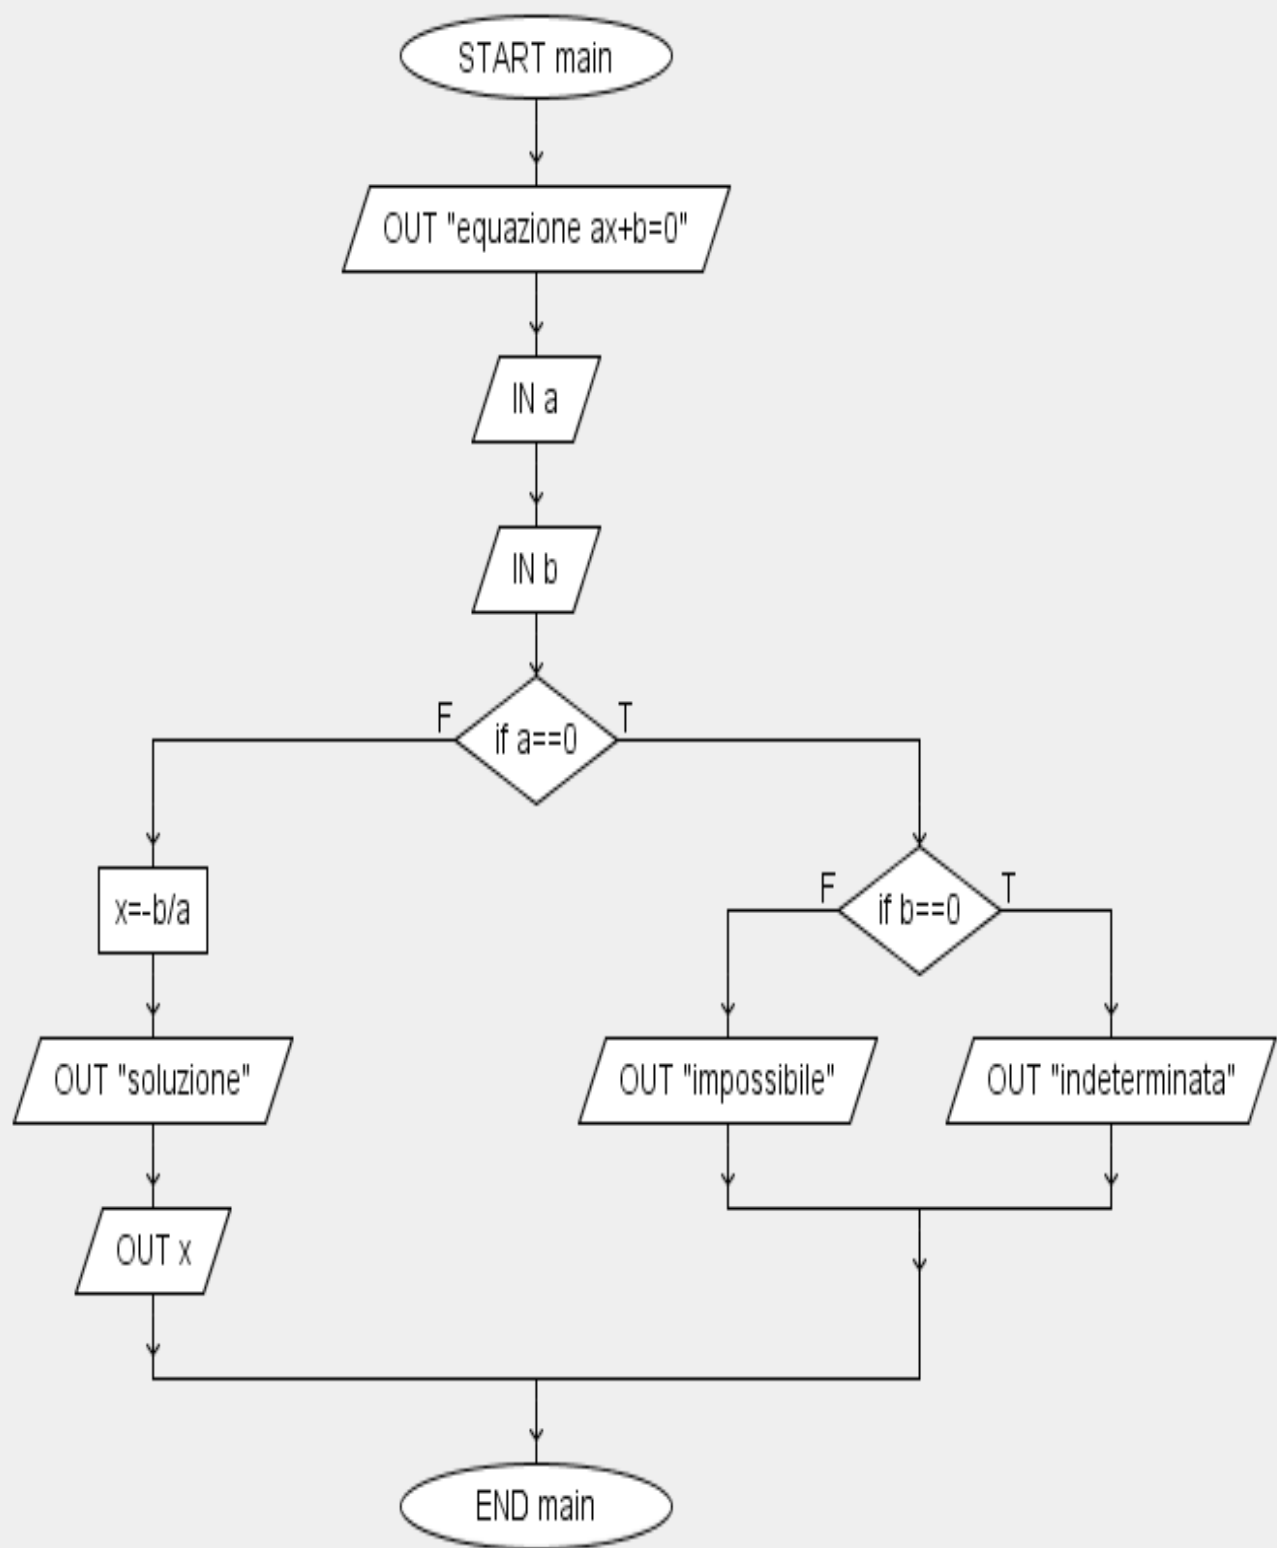 START main
OUT "equazione ax+b=0"
IN a
IN b
F
if a==0
T
x=-b/a
F
if b==0
T
OUT "soluzione"
OUT "impossibile"
OUT "indeterminata"
OUT x
END main